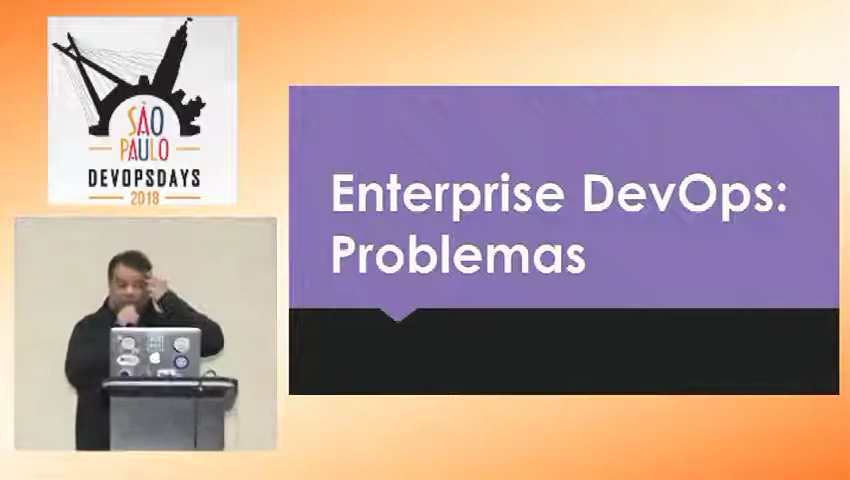 SÃO
PAULO
DEVOPSDAYS
2018
Enterprise DevOps:
Problemas